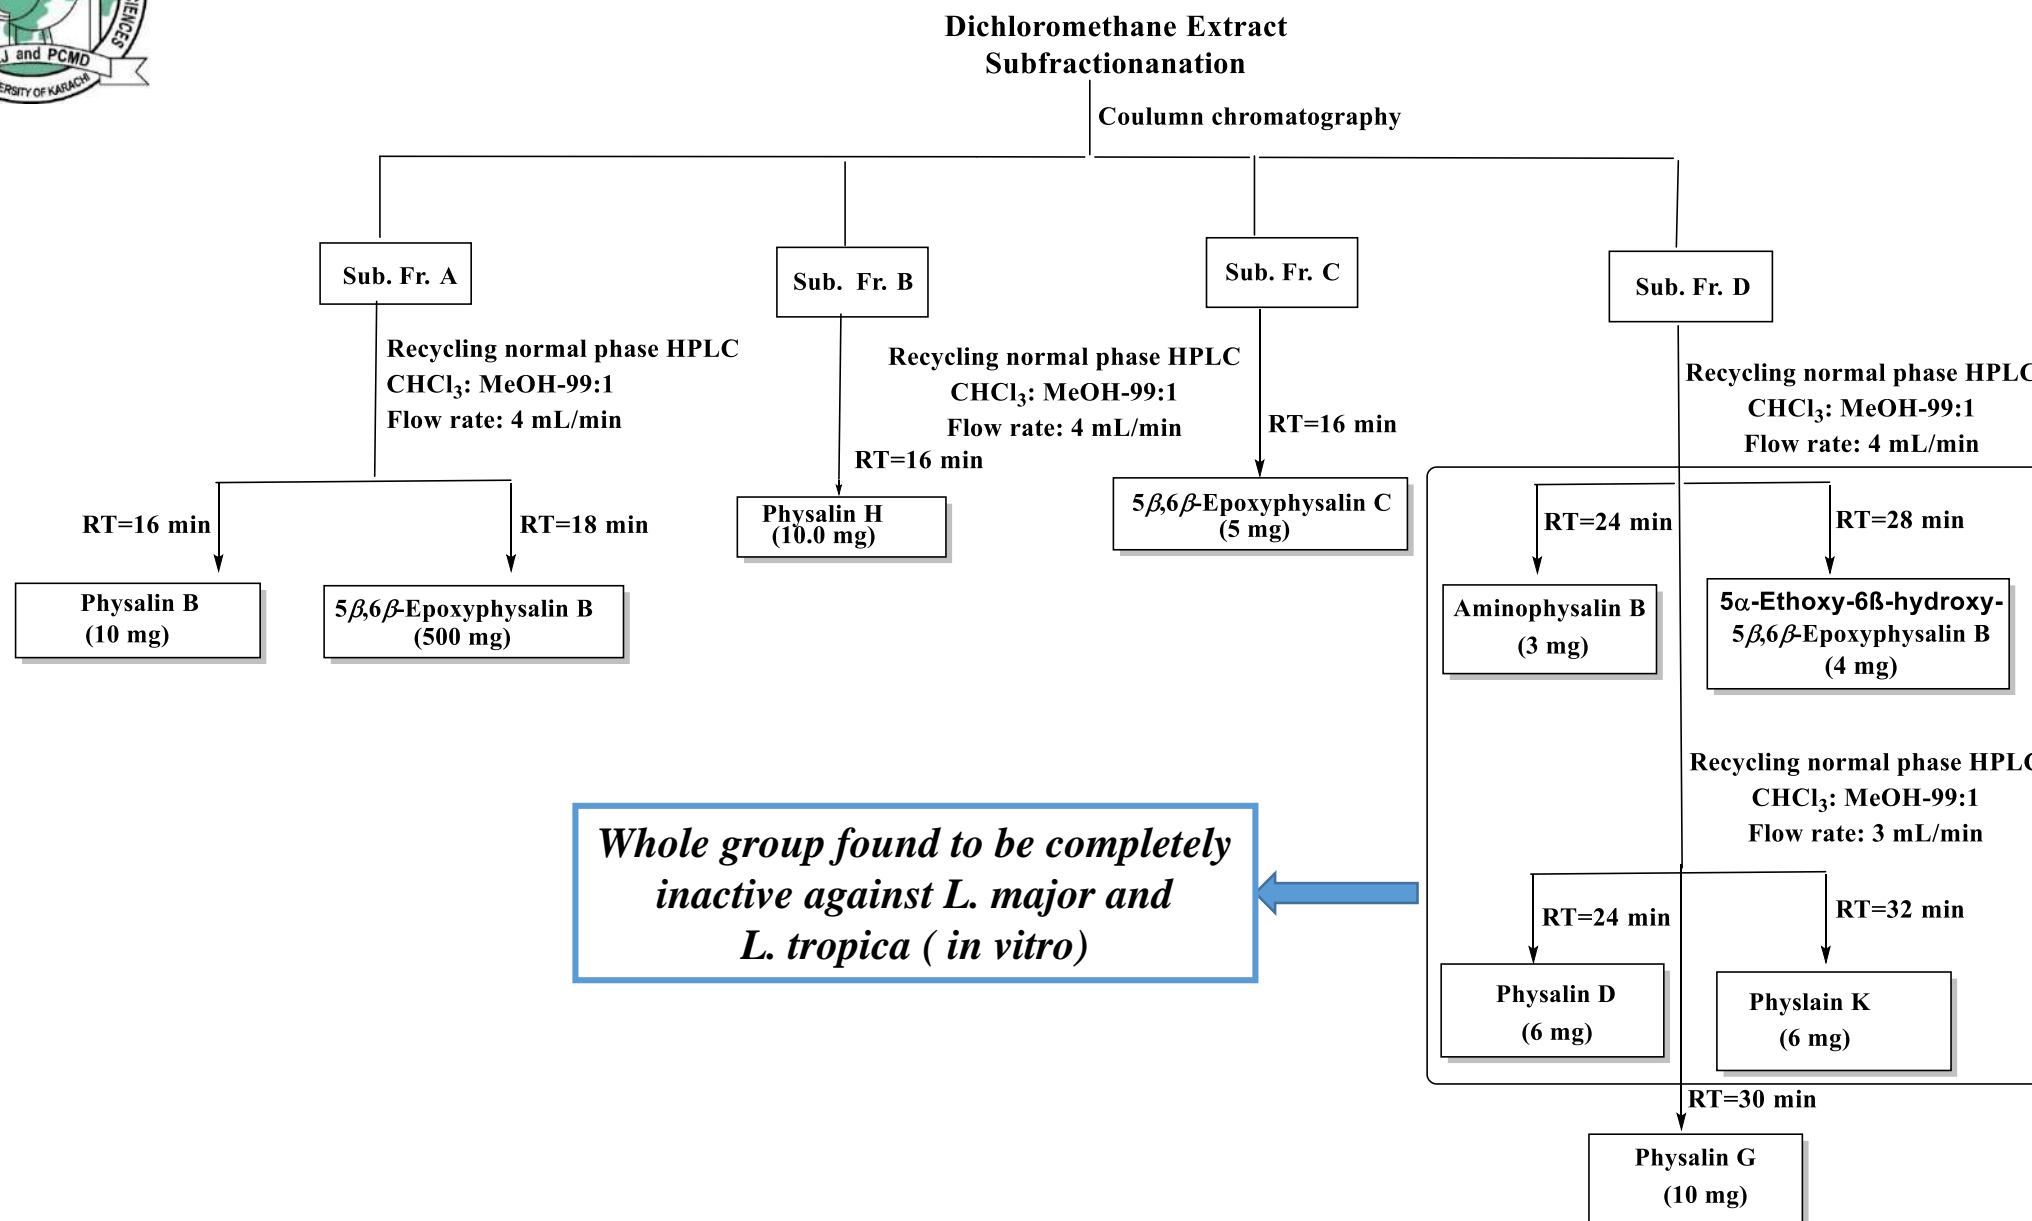 IENCES
J and PCMD
ERSITY OF KARACHI
Dichloromethane Extract
Subfractionanation
Coulumn chromatography
Sub. Fr. A
Sub. Fr. B
Sub. Fr. C
Sub. Fr. D
Recycling normal phase HPLC
CHCl₃: MeOH-99:1
Flow rate: 4 mL/min
Recycling normal phase HPLC
CHCl₃: MeOH-99:1
Flow rate: 4 mL/min
RT=16 min
RT=16 min
Recycling normal phase HPLC
CHCl₃: MeOH-99:1
Flow rate: 4 mL/min
RT=16 min
RT=18 min
Physalin H
(10.0 mg)
5β,6β-Epoxyphysalin C
(5 mg)
RT=24 min
RT=28 min
Physalin B
(10 mg)
5β,6β-Epoxyphysalin B
(500 mg)
Aminophysalin B
(3 mg)
5α-Ethoxy-6ß-hydroxy-
5β,6β-Epoxyphysalin B
(4 mg)
Recycling normal phase HPLC
CHCl₃: MeOH-99:1
Flow rate: 3 mL/min
Whole group found to be completely
inactive against L. major and
L. tropica ( in vitro)
RT=24 min
RT=32 min
Physalin D
(6 mg)
Physlain K
(6 mg)
RT=30 min
Physalin G
(10 mg)